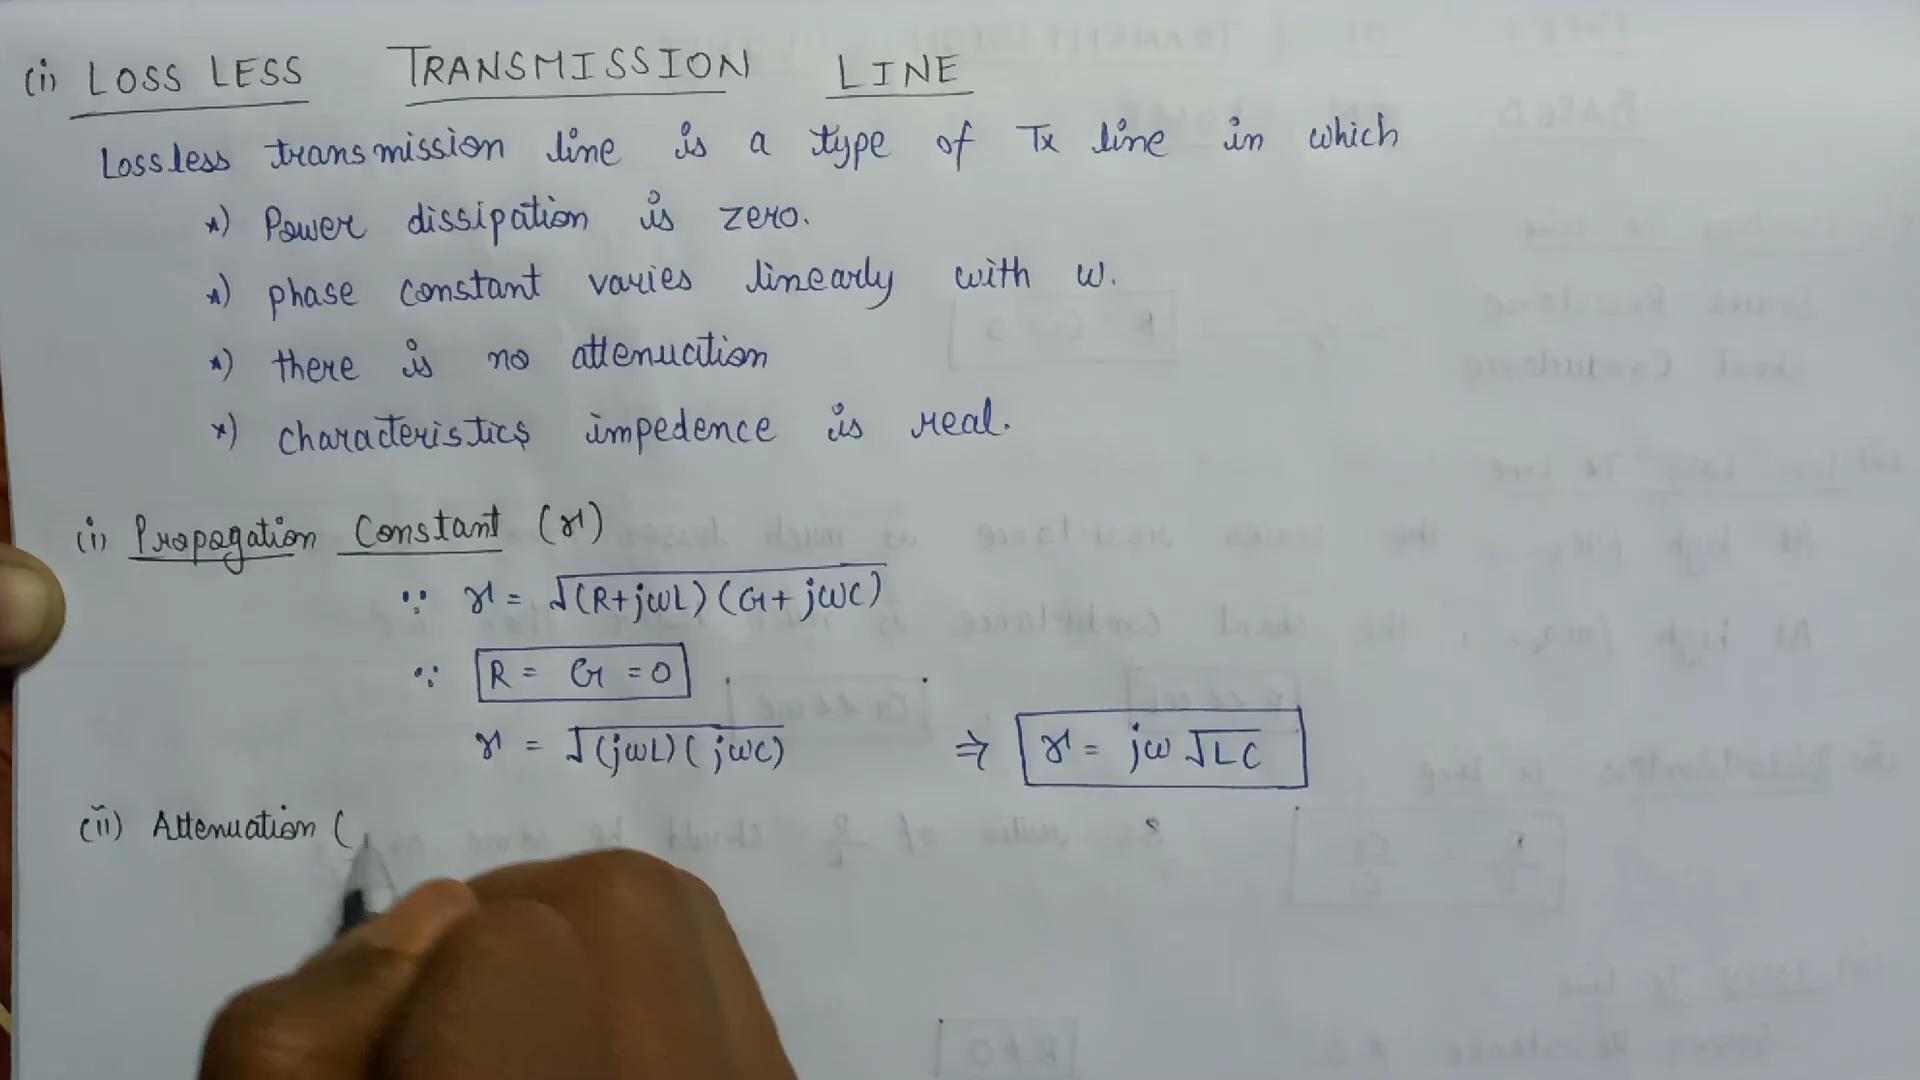 (i) LOSS LESS TRANSMISSION LINE
Lossless transmission line is a type of Tx line in which
*) Power dissipation is zero.
*) phase constant varies linearly with ω.
*) there is no attenuation
*) characteristics impedence is real.
(i) Propagation Constant (γ)
∵ γ = √(R+jωL)(G+jωC)
∵ R = G = 0
γ = √(jωL)(jωC) ⇒ γ = jω √LC
(ii) Attenuation (